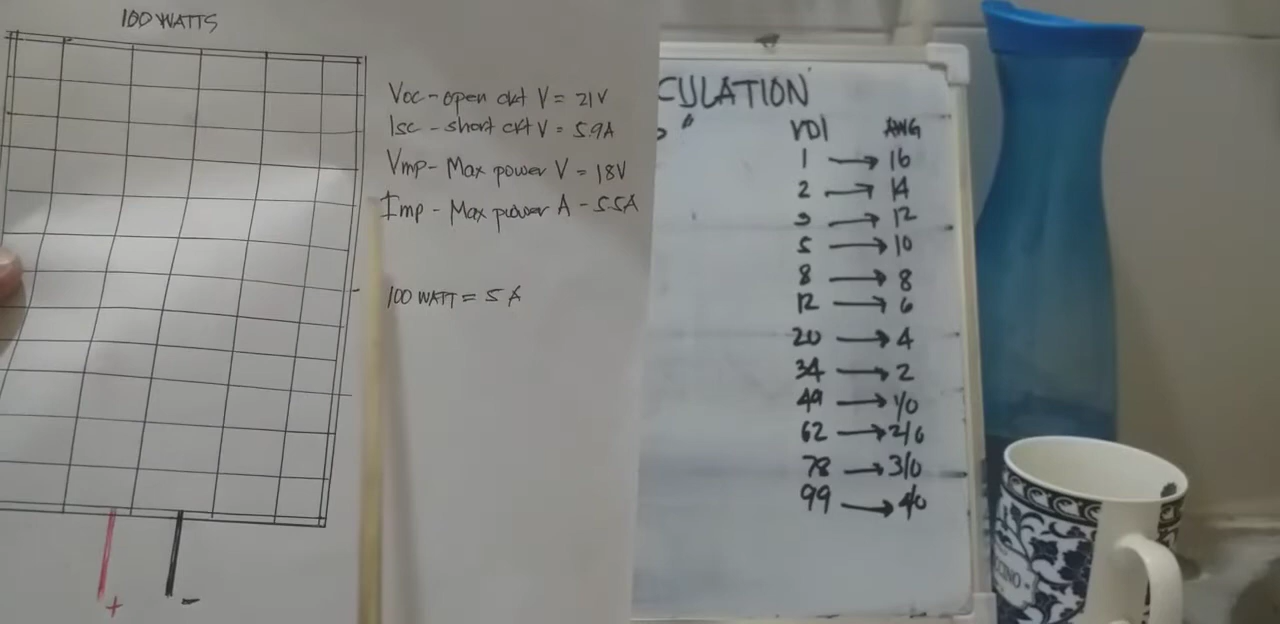 100 WATTS
Voc - open ckt V = 21V
Isc - short ckt V = 5.9A
Vmp - Max power V = 18V
Imp - Max power A - 5.5A
100 WATT = 5 A
+ -
CULATION
VDI AWG
1 → 16
2 → 14
3 → 12
5 → 10
8 → 8
12 → 6
20 → 4
34 → 2
49 → 1/0
62 → 2/0
78 → 3/0
99 → 4/0
CINO